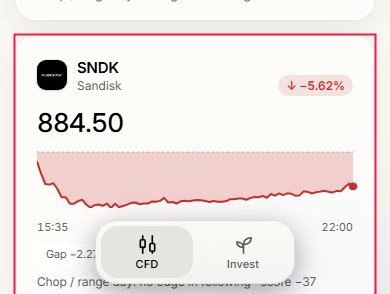 SNDK
Sandisk
↓ −5.62%
884.50
15:35
22:00
Gap −2.2
CFD
Invest
Chop / range day: no edge in following
score −37